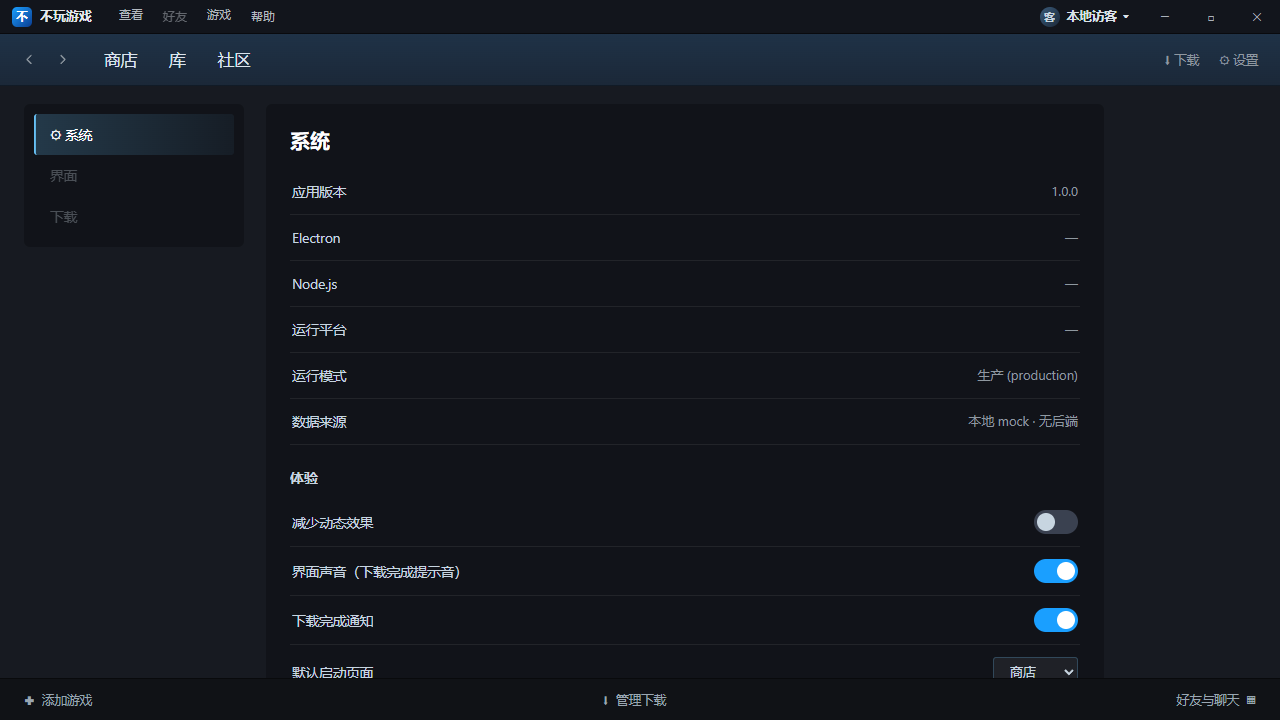 不 不玩游戏 查看 好友 游戏 帮助 客 本地访客
商店 库 社区 下载 设置
系统
界面
下载
系统
应用版本 1.0.0
Electron —
Node.js —
运行平台 —
运行模式 生产 (production)
数据来源 本地 mock · 无后端
体验
减少动态效果
界面声音（下载完成提示音）
下载完成通知
默认启动页面 商店
添加游戏 管理下载 好友与聊天